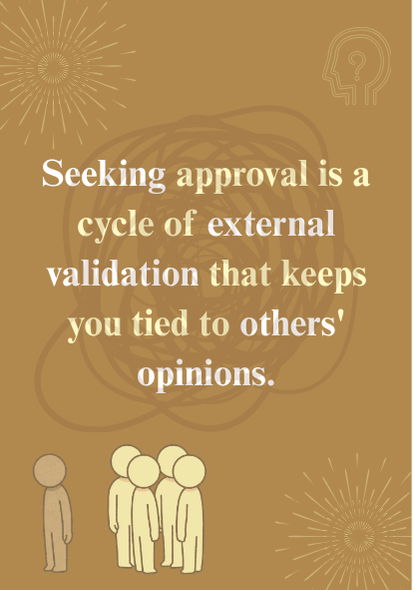 Seeking approval is a
cycle of external
validation that keeps
you tied to others'
opinions.